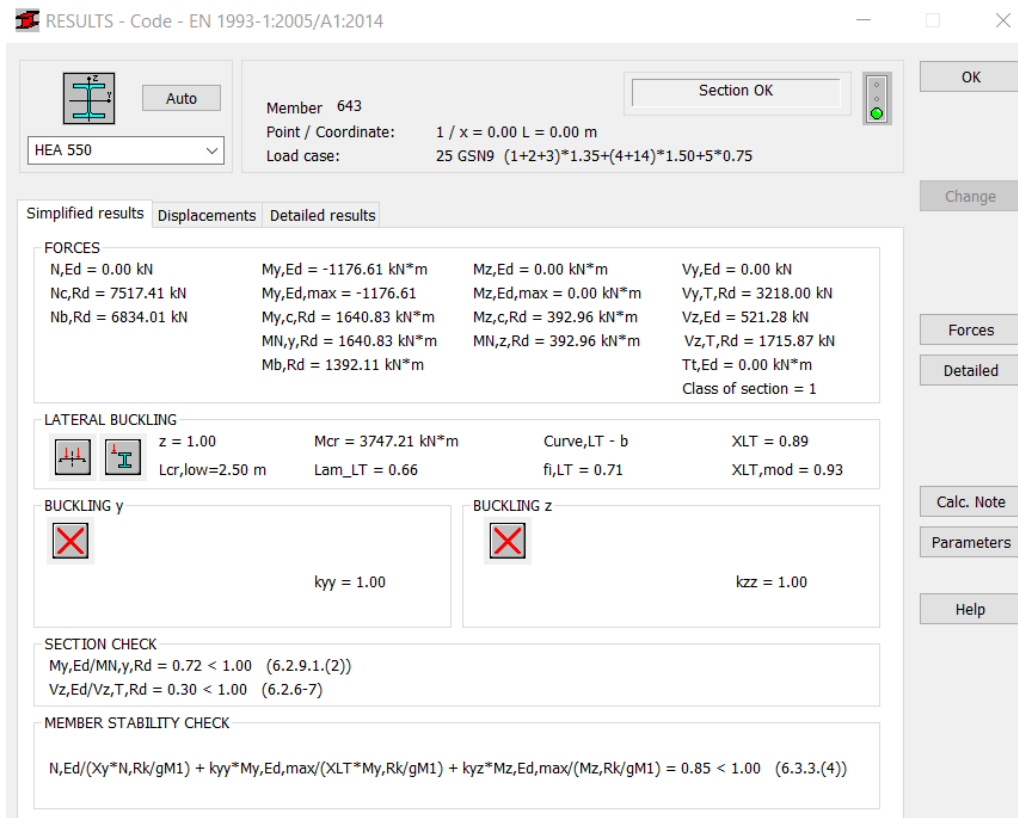 RESULTS - Code - EN 1993-1:2005/A1:2014
Auto
HEA 550
Member 643
Section OK
Point / Coordinate: 1 / x = 0.00 L = 0.00 m
Load case: 25 GSN9 (1+2+3)*1.35+(4+14)*1.50+5*0.75
OK
Change
Forces
Detailed
Calc. Note
Parameters
Help
Simplified results Displacements Detailed results
FORCES
N,Ed = 0.00 kN My,Ed = -1176.61 kN*m Mz,Ed = 0.00 kN*m Vy,Ed = 0.00 kN
Nc,Rd = 7517.41 kN My,Ed,max = -1176.61 Mz,Ed,max = 0.00 kN*m Vy,T,Rd = 3218.00 kN
Nb,Rd = 6834.01 kN My,c,Rd = 1640.83 kN*m Mz,c,Rd = 392.96 kN*m Vz,Ed = 521.28 kN
MN,y,Rd = 1640.83 kN*m MN,z,Rd = 392.96 kN*m Vz,T,Rd = 1715.87 kN
Mb,Rd = 1392.11 kN*m Tt,Ed = 0.00 kN*m
Class of section = 1
LATERAL BUCKLING
z = 1.00 Mcr = 3747.21 kN*m Curve,LT - b XLT = 0.89
Lcr,low=2.50 m Lam_LT = 0.66 fi,LT = 0.71 XLT,mod = 0.93
BUCKLING y
kyy = 1.00
BUCKLING z
kzz = 1.00
SECTION CHECK
My,Ed/MN,y,Rd = 0.72 < 1.00 (6.2.9.1.(2))
Vz,Ed/Vz,T,Rd = 0.30 < 1.00 (6.2.6-7)
MEMBER STABILITY CHECK
N,Ed/(Xy*N,Rk/gM1) + kyy*My,Ed,max/(XLT*My,Rk/gM1) + kyz*Mz,Ed,max/(Mz,Rk/gM1) = 0.85 < 1.00 (6.3.3.(4))